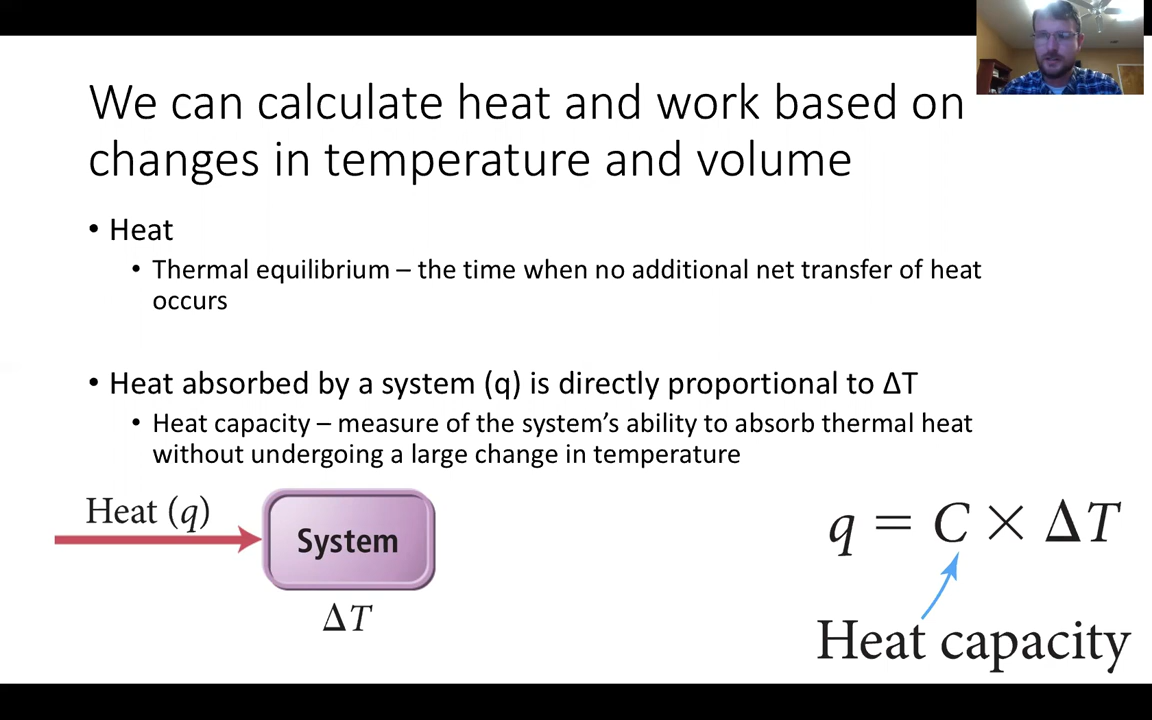 We can calculate heat and work based on
changes in temperature and volume
• Heat
• Thermal equilibrium – the time when no additional net transfer of heat
occurs
• Heat absorbed by a system (q) is directly proportional to ΔT
• Heat capacity – measure of the system’s ability to absorb thermal heat
without undergoing a large change in temperature
Heat (q)
System
ΔT
q = C × ΔT
Heat capacity